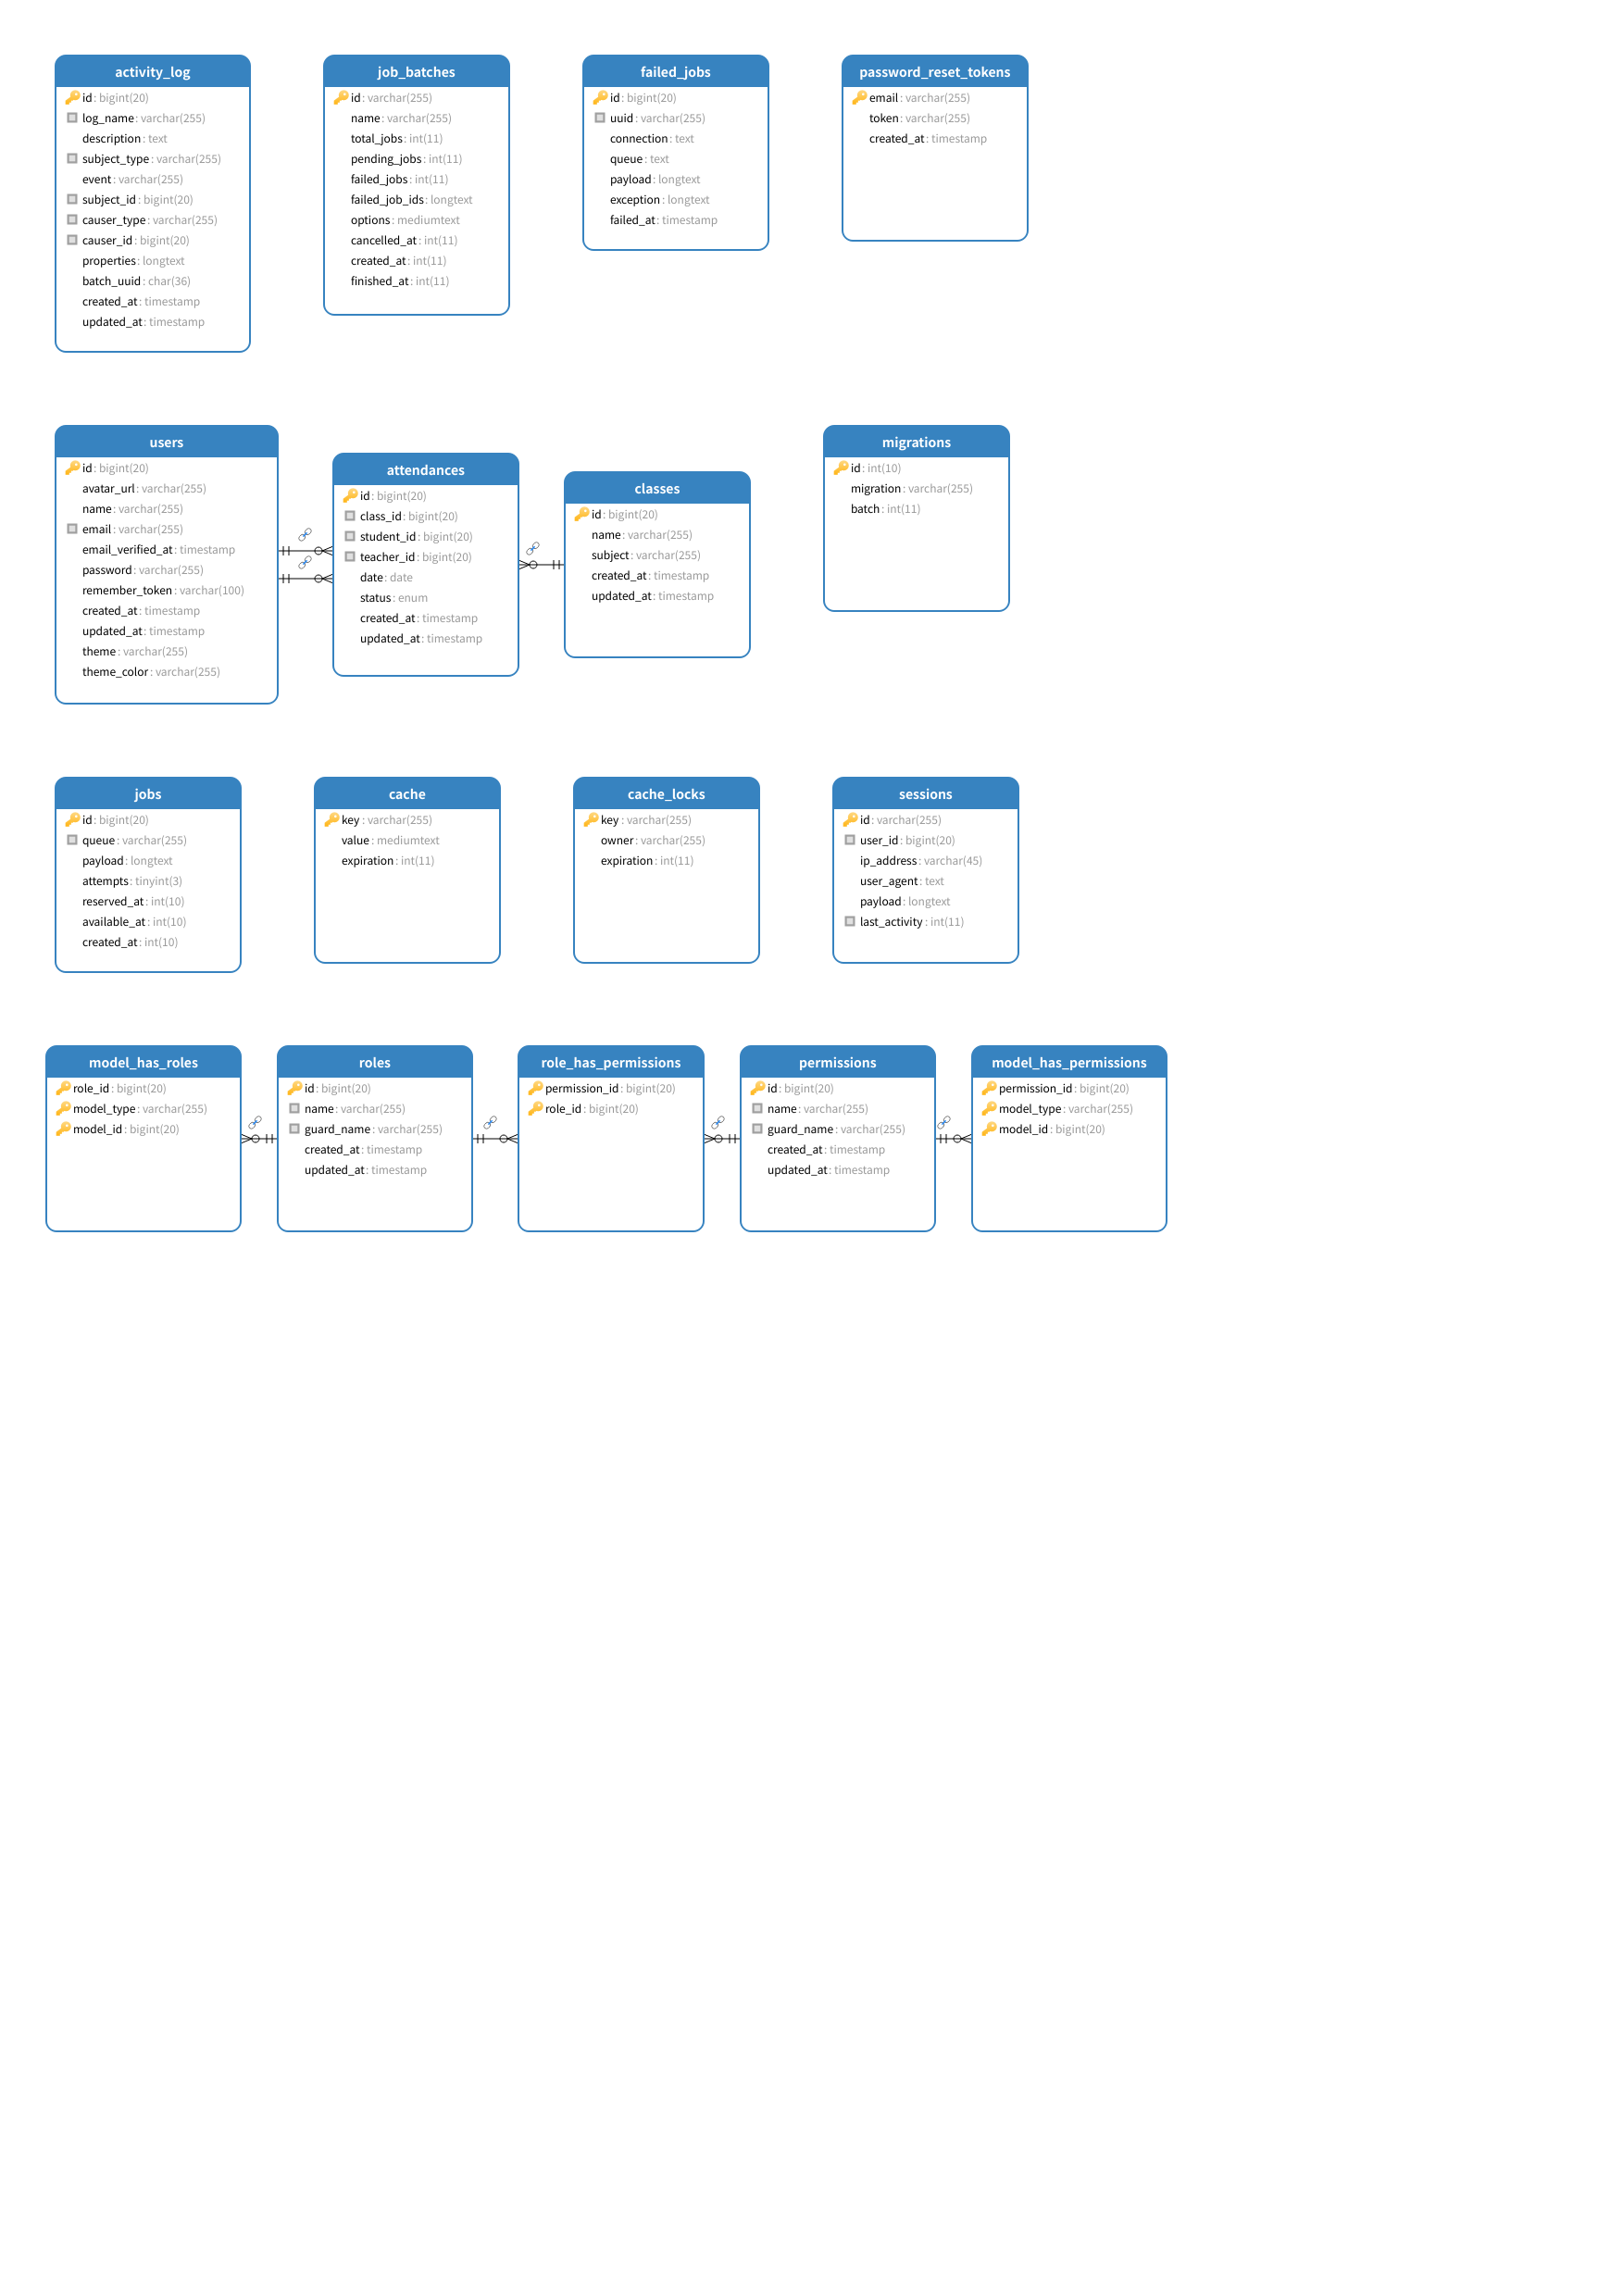 activity_log
id: bigint(20)
log_name: varchar(255)
description: text
subject_type: varchar(255)
event: varchar(255)
subject_id: bigint(20)
causer_type: varchar(255)
causer_id: bigint(20)
properties: longtext
batch_uuid: char(36)
created_at: timestamp
updated_at: timestamp
job_batches
id: varchar(255)
name: varchar(255)
total_jobs: int(11)
pending_jobs: int(11)
failed_jobs: int(11)
failed_job_ids: longtext
options: mediumtext
cancelled_at: int(11)
created_at: int(11)
finished_at: int(11)
failed_jobs
id: bigint(20)
uuid: varchar(255)
connection: text
queue: text
payload: longtext
exception: longtext
failed_at: timestamp
password_reset_tokens
email: varchar(255)
token: varchar(255)
created_at: timestamp
users
id: bigint(20)
avatar_url: varchar(255)
name: varchar(255)
email: varchar(255)
email_verified_at: timestamp
password: varchar(255)
remember_token: varchar(100)
created_at: timestamp
updated_at: timestamp
theme: varchar(255)
theme_color: varchar(255)
attendances
id: bigint(20)
class_id: bigint(20)
student_id: bigint(20)
teacher_id: bigint(20)
date: date
status: enum
created_at: timestamp
updated_at: timestamp
classes
id: bigint(20)
name: varchar(255)
subject: varchar(255)
created_at: timestamp
updated_at: timestamp
migrations
id: int(10)
migration: varchar(255)
batch: int(11)
jobs
id: bigint(20)
queue: varchar(255)
payload: longtext
attempts: tinyint(3)
reserved_at: int(10)
available_at: int(10)
created_at: int(10)
cache
key: varchar(255)
value: mediumtext
expiration: int(11)
cache_locks
key: varchar(255)
owner: varchar(255)
expiration: int(11)
sessions
id: varchar(255)
user_id: bigint(20)
ip_address: varchar(45)
user_agent: text
payload: longtext
last_activity: int(11)
model_has_roles
role_id: bigint(20)
model_type: varchar(255)
model_id: bigint(20)
roles
id: bigint(20)
name: varchar(255)
guard_name: varchar(255)
created_at: timestamp
updated_at: timestamp
role_has_permissions
permission_id: bigint(20)
role_id: bigint(20)
permissions
id: bigint(20)
name: varchar(255)
guard_name: varchar(255)
created_at: timestamp
updated_at: timestamp
model_has_permissions
permission_id: bigint(20)
model_type: varchar(255)
model_id: bigint(20)